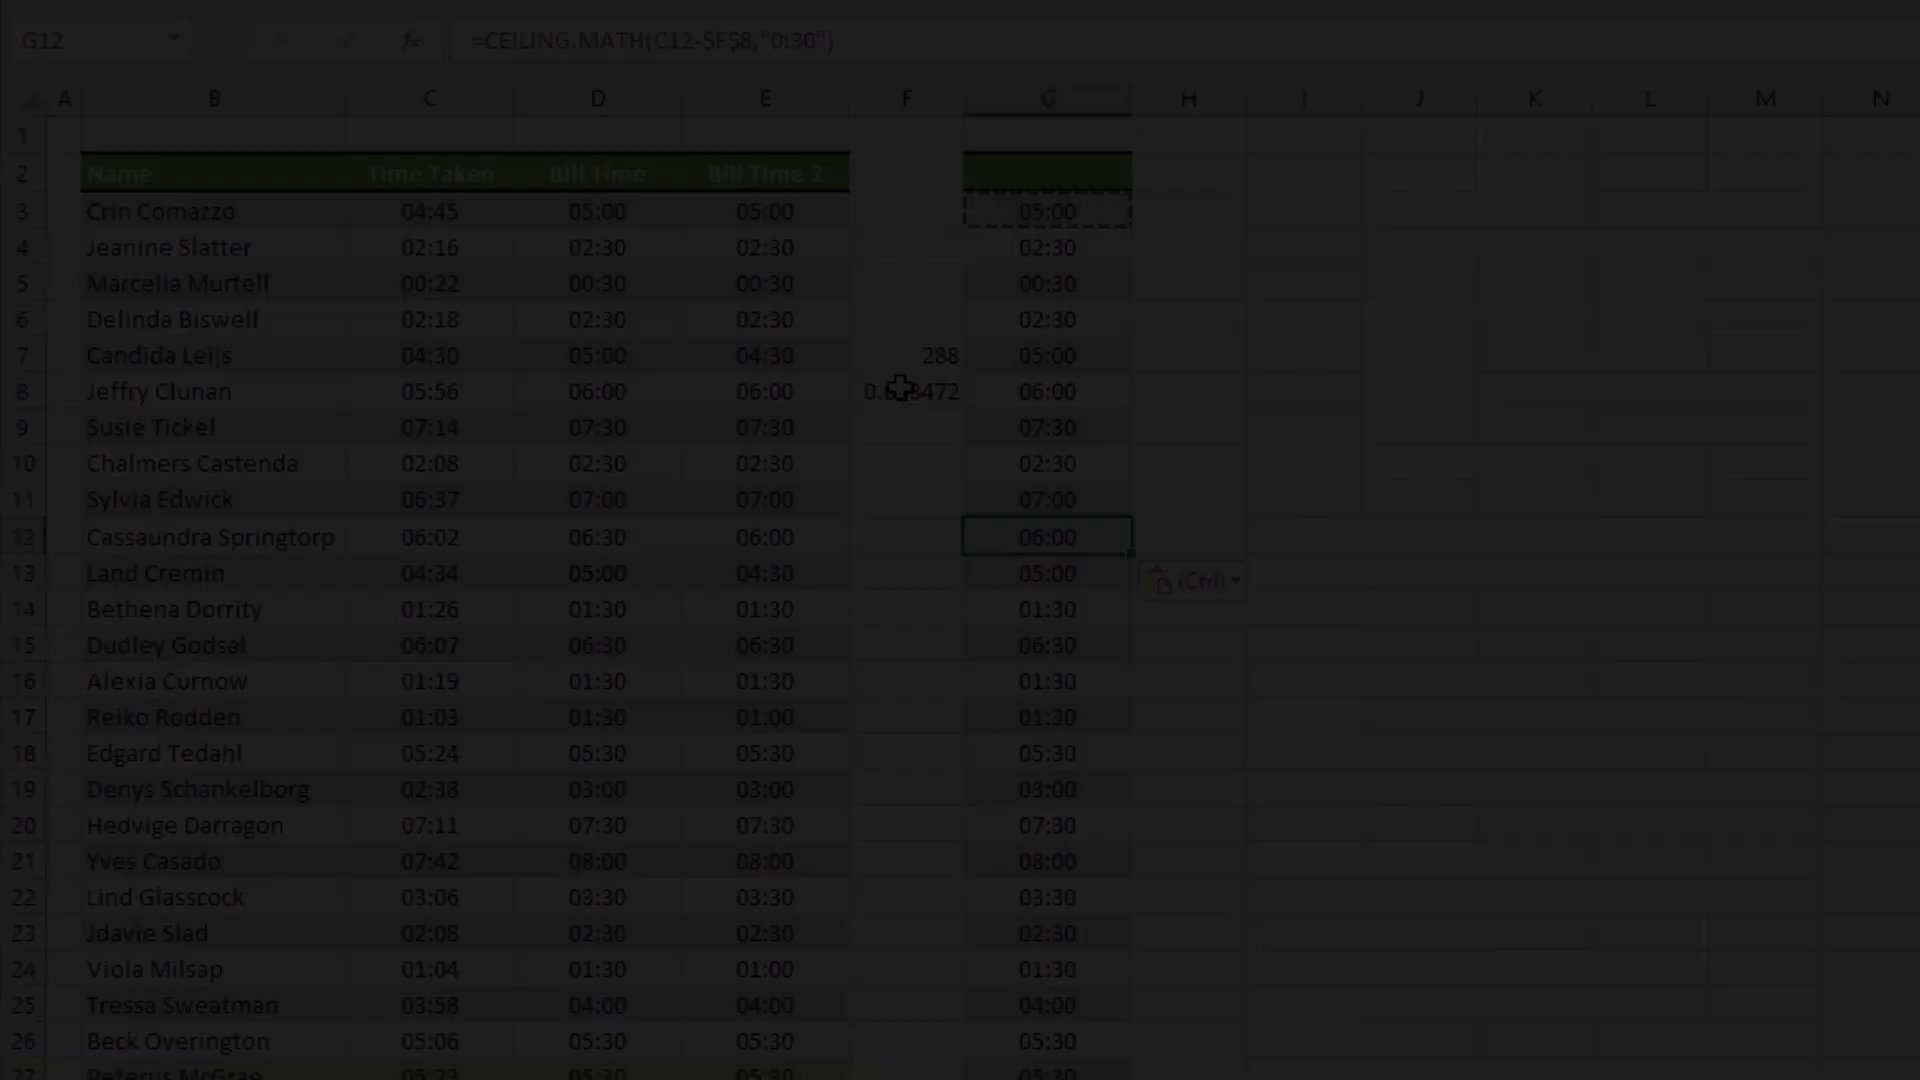 G12 fx =CEILING.MATH(C12-$F$8,"0:30")
A B C D E F G H I J K L M N
1
2 Name Time Taken Bill Time Bill Time 2
3 Crin Comazzo 04:45 05:00 05:00 05:00
4 Jeanine Slatter 02:16 02:30 02:30 02:30
5 Marcella Murtell 00:22 00:30 00:30 00:30
6 Delinda Biswell 02:18 02:30 02:30 02:30
7 Candida Leijs 04:30 05:00 04:30 288 05:00
8 Jeffry Clunan 05:56 06:00 06:00 06:00
9 Susie Tickel 07:14 07:30 07:30 07:30
10 Chalmers Castenda 02:08 02:30 02:30 02:30
11 Sylvia Edwick 06:37 07:00 07:00 07:00
12 Cassaundra Springtorp 06:02 06:30 06:00 06:00
13 Land Cremin 04:34 05:00 04:30 05:00
(Ctrl)
14 Bethena Dorrity 01:26 01:30 01:30 01:30
15 Dudley Godsal 06:07 06:30 06:30 06:30
16 Alexia Curnow 01:19 01:30 01:30 01:30
17 Reiko Rodden 01:03 01:30 01:00 01:30
18 Edgard Tedahl 05:24 05:30 05:30 05:30
19 Denys Schankelborg 02:38 03:00 03:00 03:00
20 Hedvige Darragon 07:11 07:30 07:30 07:30
21 Yves Casado 07:42 08:00 08:00 08:00
22 Lind Glasscock 03:06 03:30 03:30 03:30
23 Jdavie Slad 02:08 02:30 02:30 02:30
24 Viola Milsap 01:04 01:30 01:00 01:30
25 Tressa Sweatman 03:58 04:00 04:00 04:00
26 Beck Overington 05:06 05:30 05:30 05:30
27 05:30 05:30 05:30